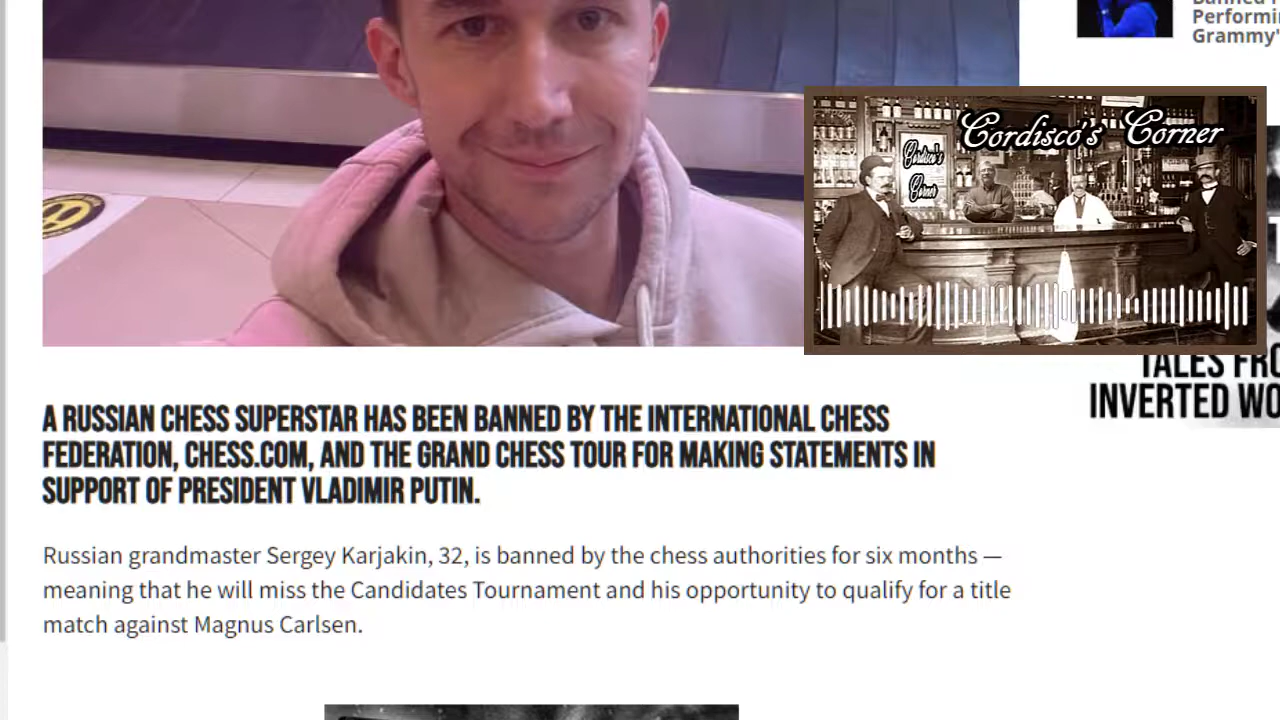 Performi
Grammy'
Cordisco's Corner
Cordisco's
Corner
TALES FRO
INVERTED WO
A RUSSIAN CHESS SUPERSTAR HAS BEEN BANNED BY THE INTERNATIONAL CHESS
FEDERATION, CHESS.COM, AND THE GRAND CHESS TOUR FOR MAKING STATEMENTS IN
SUPPORT OF PRESIDENT VLADIMIR PUTIN.
Russian grandmaster Sergey Karjakin, 32, is banned by the chess authorities for six months —
meaning that he will miss the Candidates Tournament and his opportunity to qualify for a title
match against Magnus Carlsen.